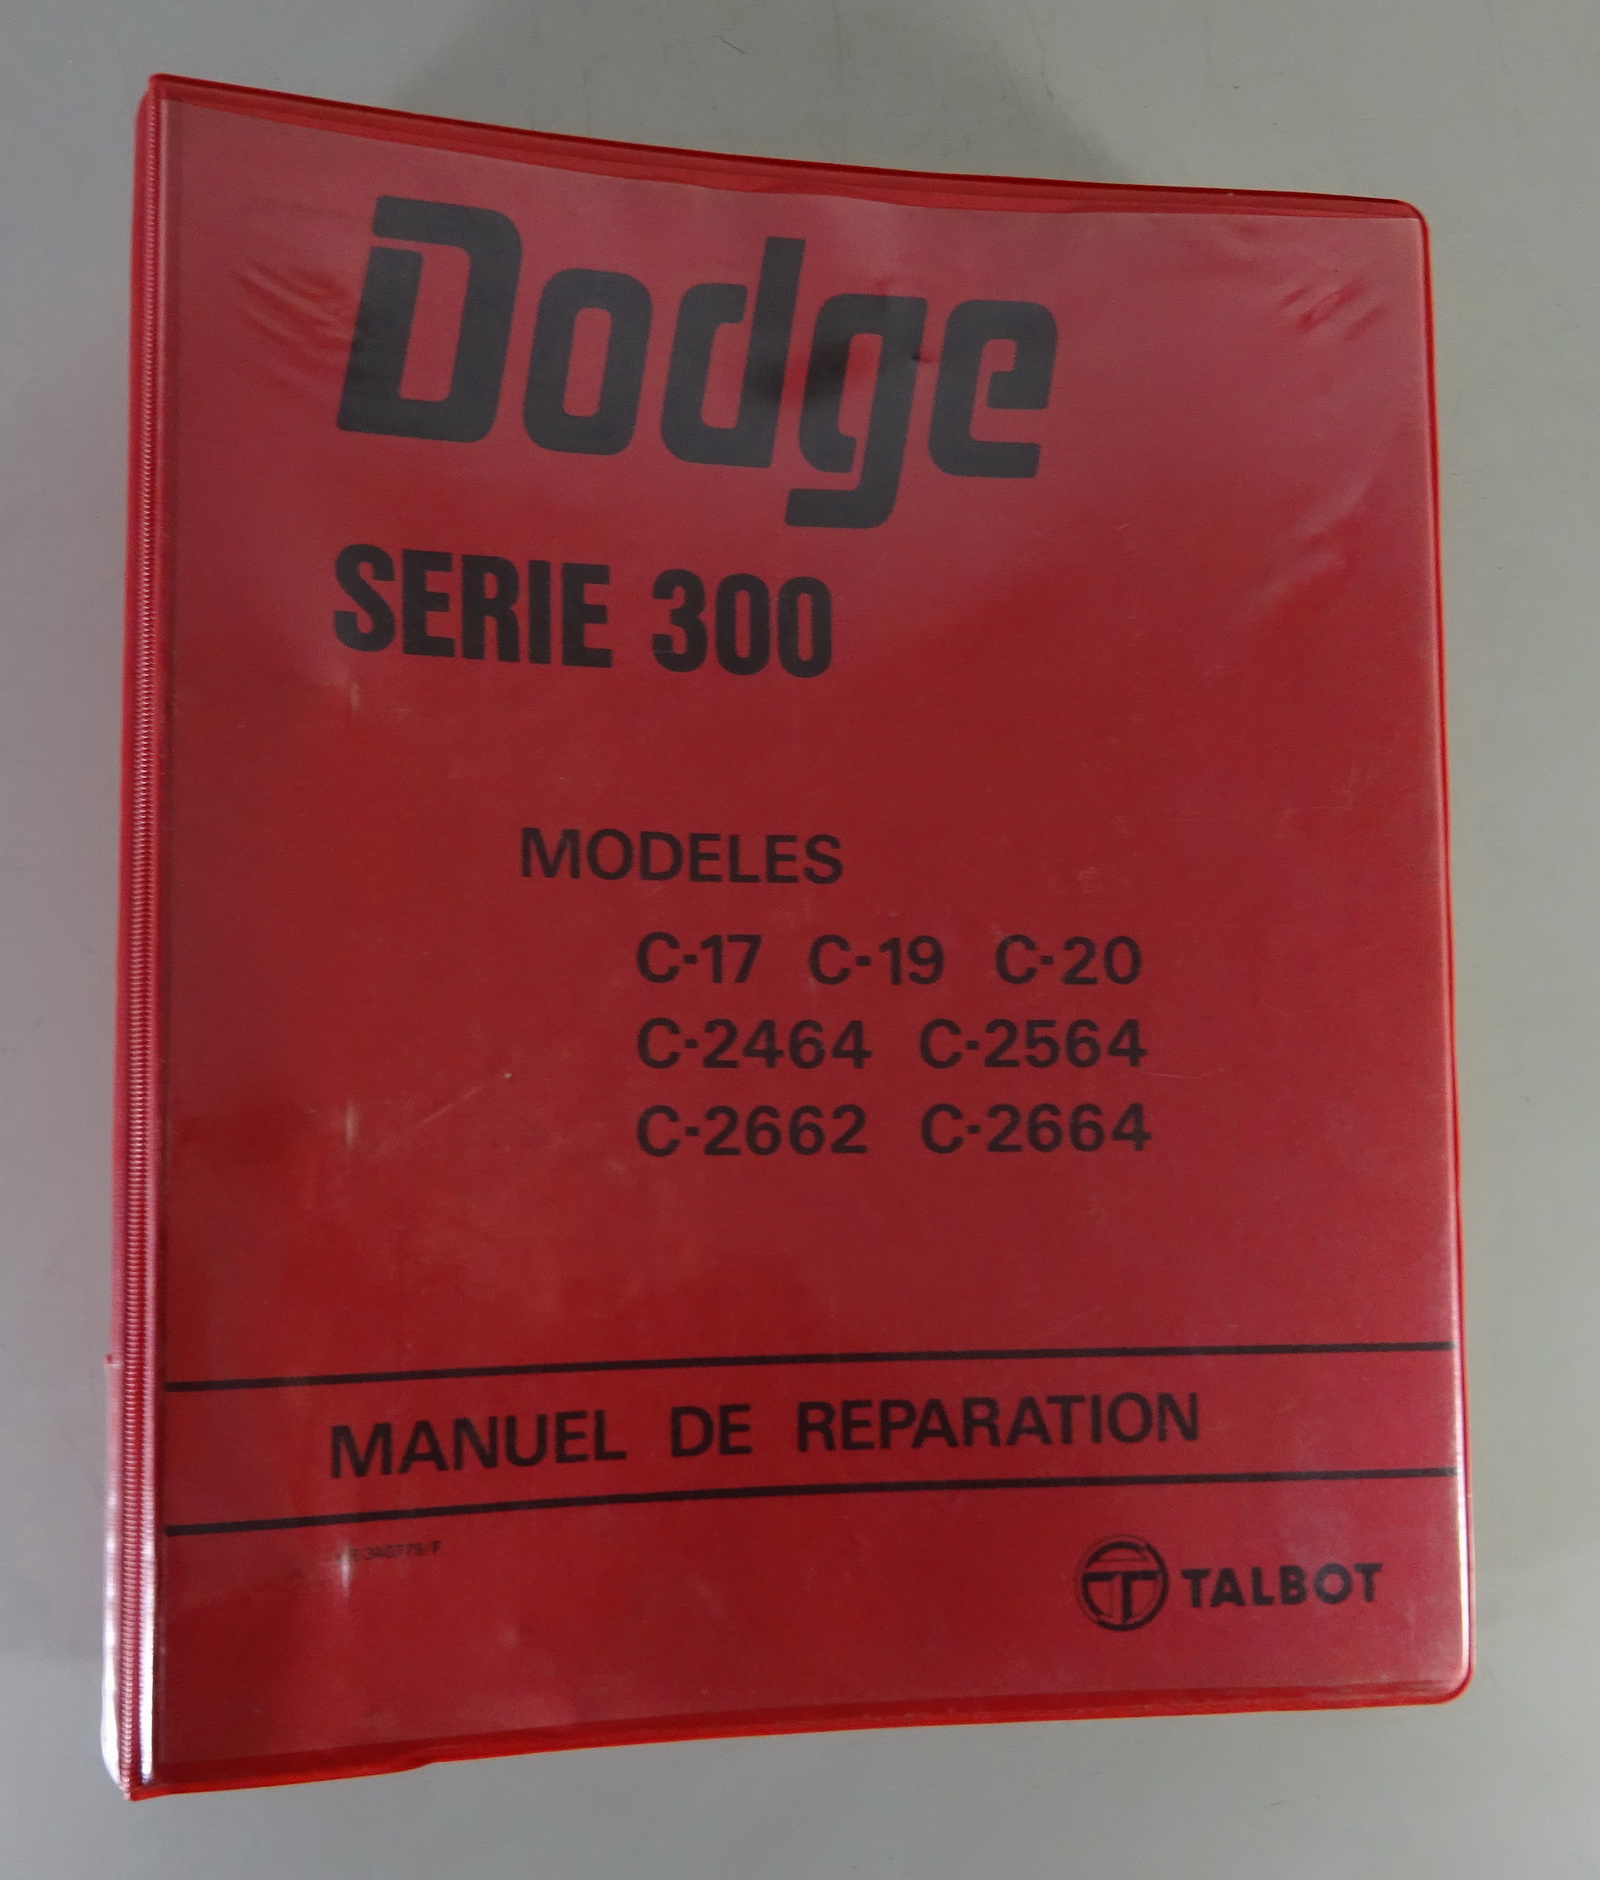 Dodge
SERIE 300
MODELES
C-17 C-19 C-20
C-2464 C-2564
C-2662 C-2664
MANUEL DE REPARATION
TALBOT